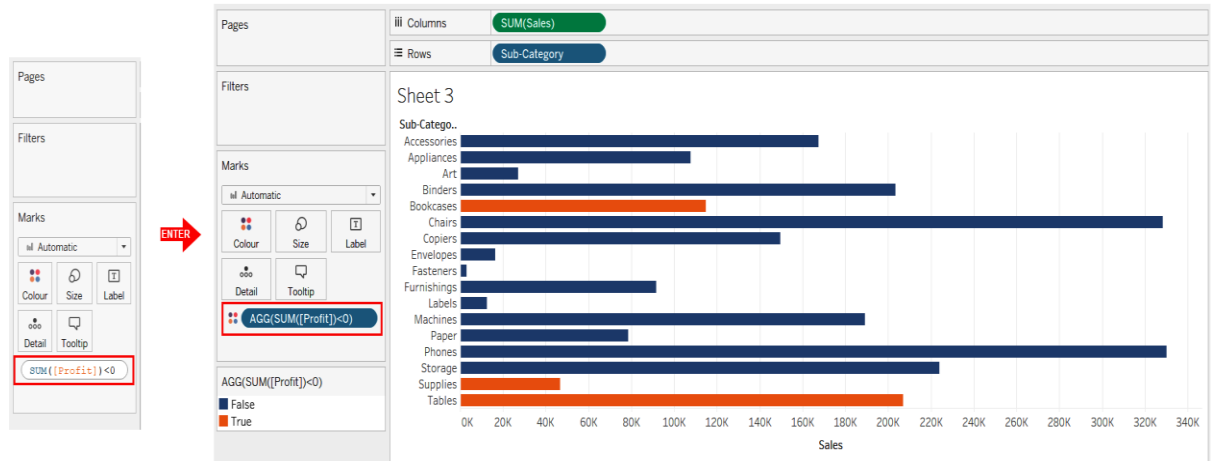 Pages
Filters
Marks
Automatic
Colour Size Label
Detail Tooltip
SUM([Profit])<0
ENTER
Pages
Filters
Marks
Automatic
Colour Size Label
Detail Tooltip
AGG(SUM([Profit])<0)
AGG(SUM([Profit])<0)
False
True
Columns SUM(Sales)
Rows Sub-Category
Sheet 3
Sub-Catego..
Accessories
Appliances
Art
Binders
Bookcases
Chairs
Copiers
Envelopes
Fasteners
Furnishings
Labels
Machines
Paper
Phones
Storage
Supplies
Tables
0K 20K 40K 60K 80K 100K 120K 140K 160K 180K 200K 220K 240K 260K 280K 300K 320K 340K
Sales